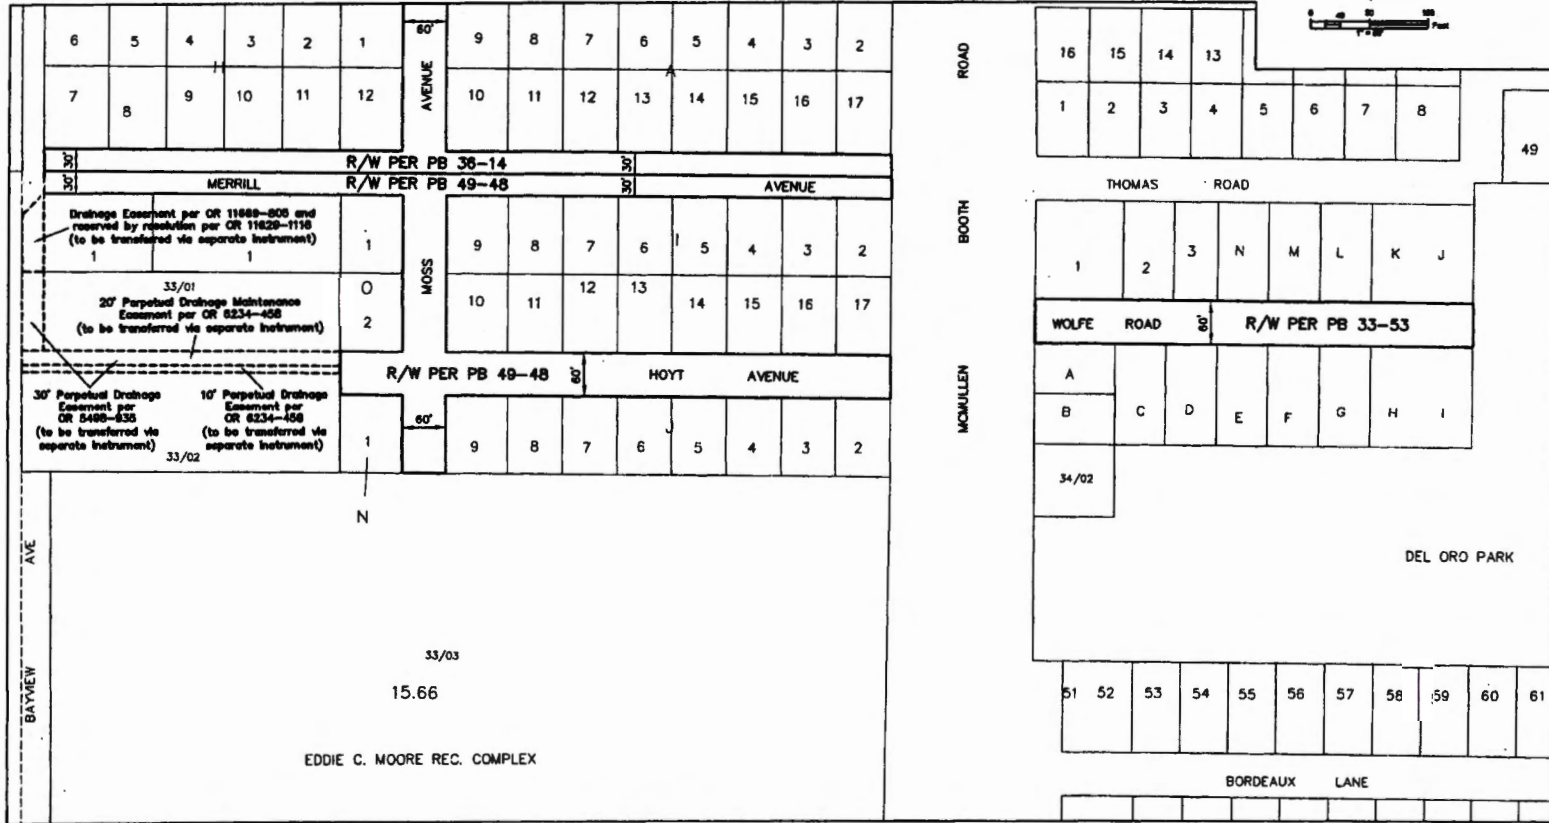 6 5 4 3 2 1
60'
9 8 7 6 5 4 3 2
H
A
7 8 9 10 11 12
AVENUE
10 11 12 13 14 15 16 17
ROAD
16 15 14 13
1 2 3 4 5 6 7 8
49
Feet
30'
R/W PER PB 36-14
30'
30'
MERRILL
R/W PER PB 49-48
30'
AVENUE
THOMAS ROAD
Drainage Easement per OR 11669-805 and
reserved by resolution per OR 11629-1116
(to be transferred via separate instrument)
1 1
33/01
20' Perpetual Drainage Maintenance
Easement per OR 6234-458
(to be transferred via separate instrument)
1
O
2
MOSS
9 8 7 6 5 4 3 2
10 11 12 13 14 15 16 17
BOOTH
1 2 3 N M L K J
WOLFE ROAD
60'
R/W PER PB 33-53
R/W PER PB 49-48
60'
HOYT AVENUE
30' Perpetual Drainage
Easement per
OR 5498-935
(to be transferred via
separate instrument)
10' Perpetual Drainage
Easement per
OR 6234-458
(to be transferred via
separate instrument)
33/02
1
N
60'
J
9 8 7 6 5 4 3 2
MCMULLEN
A
B C D E F G H I
34/02
DEL ORO PARK
AVE
BAYVIEW
33/03
15.66
EDDIE C. MOORE REC. COMPLEX
51 52 53 54 55 56 57 58 59 60 61
BORDEAUX LANE